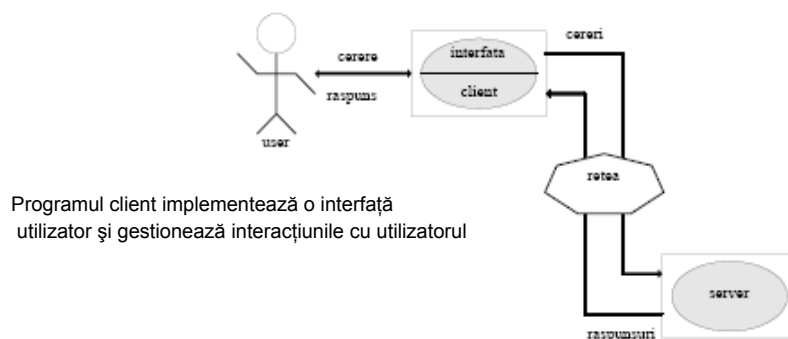 cerere
raspuns
user
interfata
client
cereri
retea
server
raspunsuri
Programul client implementează o interfață
utilizator şi gestionează interacțiunile cu utilizatorul